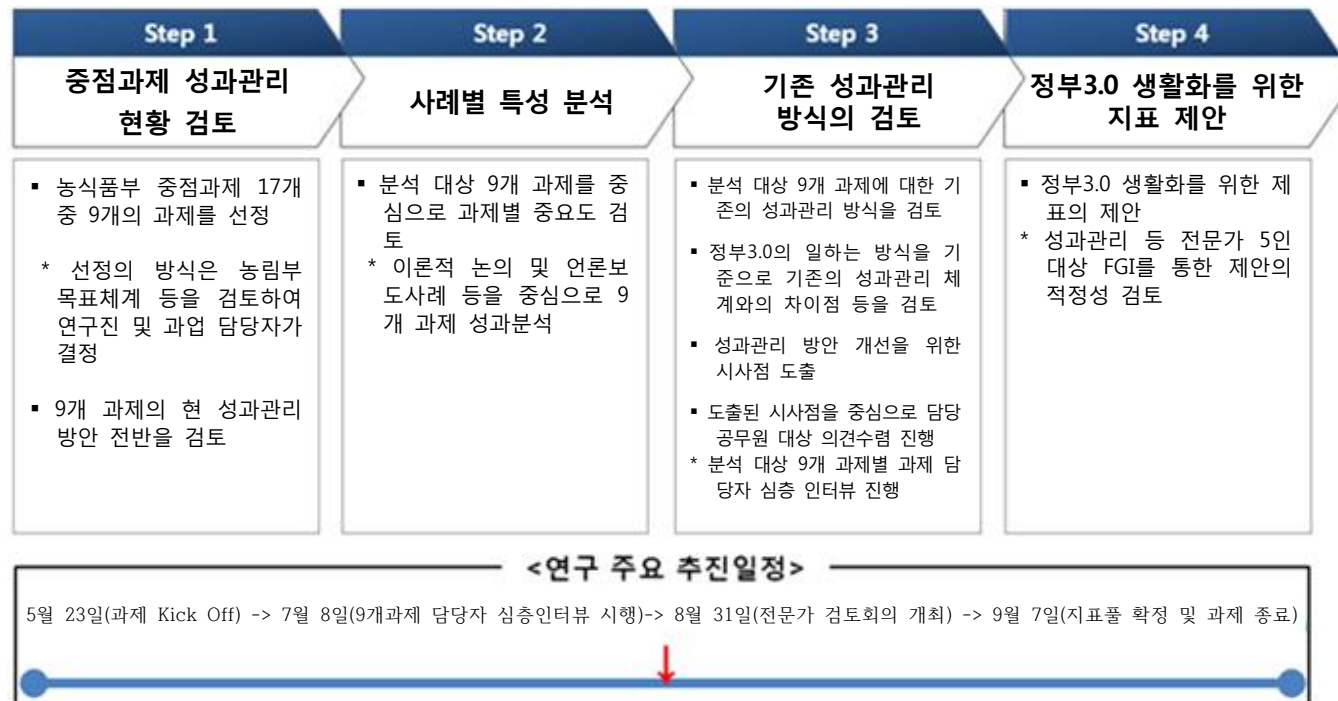 Step 1
중점과제 성과관리
현황 검토
▪ 농식품부 중점과제 17개
중 9개의 과제를 선정
* 선정의 방식은 농림부
목표체계 등을 검토하여
연구진 및 과업 담당자가
결정
▪ 9개 과제의 현 성과관리
방안 전반을 검토
Step 2
사례별 특성 분석
▪ 분석 대상 9개 과제를 중
심으로 과제별 중요도 검
토
* 이론적 논의 및 언론보
도사례 등을 중심으로 9
개 과제 성과분석
Step 3
기존 성과관리
방식의 검토
▪ 분석 대상 9개 과제에 대한 기
존의 성과관리 방식을 검토
▪ 정부3.0의 일하는 방식을 기
준으로 기존의 성과관리 체
계와의 차이점 등을 검토
▪ 성과관리 방안 개선을 위한
시사점 도출
▪ 도출된 시사점을 중심으로 담당
공무원 대상 의견수렴 진행
* 분석 대상 9개 과제별 과제 담
당자 심층 인터뷰 진행
Step 4
정부3.0 생활화를 위한
지표 제안
▪ 정부3.0 생활화를 위한 제
표의 제안
* 성과관리 등 전문가 5인
대상 FGI를 통한 제안의
적정성 검토
<연구 주요 추진일정>
5월 23일(과제 Kick Off) -> 7월 8일(9개과제 담당자 심층인터뷰 시행)-> 8월 31일(전문가 검토회의 개최) -> 9월 7일(지표풀 확정 및 과제 종료)